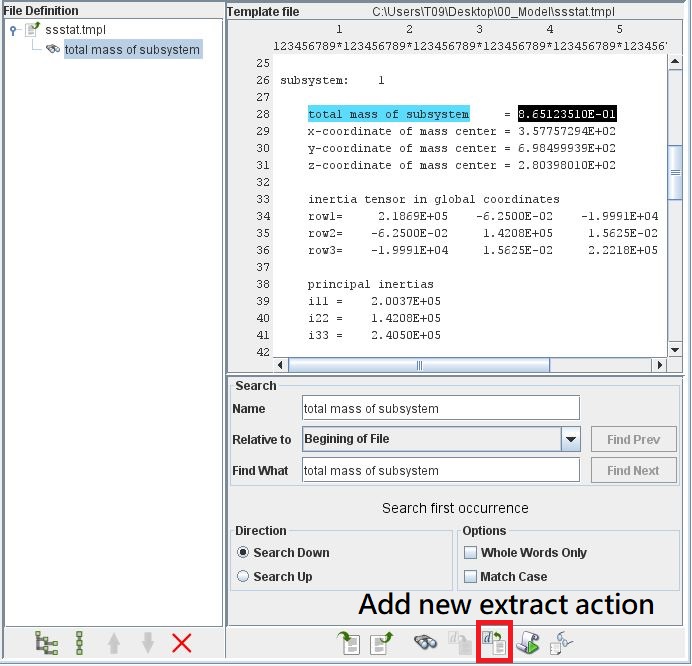 File Definition
ssstat.tmpl
total mass of subsystem
Template file C:\Users\T09\Desktop\00_Model\ssstat.tmpl
1 2 3 4 5
123456789*123456789*123456789*123456789*123456789*123456'
25
26 subsystem: 1
27
28 total mass of subsystem = 8.65123510E-01
29 x-coordinate of mass center = 3.57757294E+02
30 y-coordinate of mass center = 6.98499939E+02
31 z-coordinate of mass center = 2.80398010E+02
32
33 inertia tensor in global coordinates
34 row1= 2.1869E+05 -6.2500E-02 -1.9991E+04
35 row2= -6.2500E-02 1.4208E+05 1.5625E-02
36 row3= -1.9991E+04 1.5625E-02 2.2218E+05
37
38 principal inertias
39 i11 = 2.0037E+05
40 i22 = 1.4208E+05
41 i33 = 2.4050E+05
42
Search
Name total mass of subsystem
Relative to Begining of File Find Prev
Find What total mass of subsystem Find Next
Search first occurrence
Direction Options
Search Down Whole Words Only
Search Up Match Case
Add new extract action